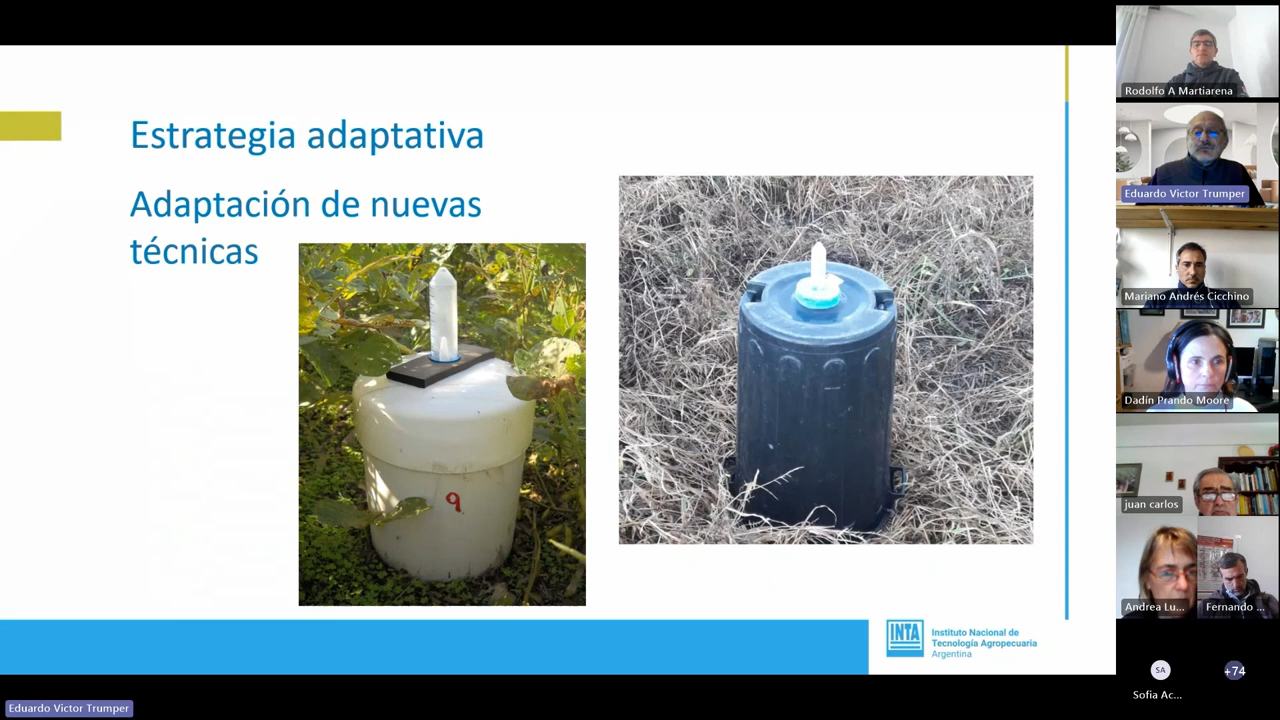 Estrategia adaptativa
Adaptación de nuevas
técnicas
9
INTA
Instituto Nacional de
Tecnología Agropecuaria
Argentina
Rodolfo A Martiarena
Eduardo Victor Trumper
Mariano Andrés Cicchino
Dadín Prando Moore
juan carlos
Andrea Lu...
Fernando ...
SA
+74
Sofia Ac...
Eduardo Victor Trumper